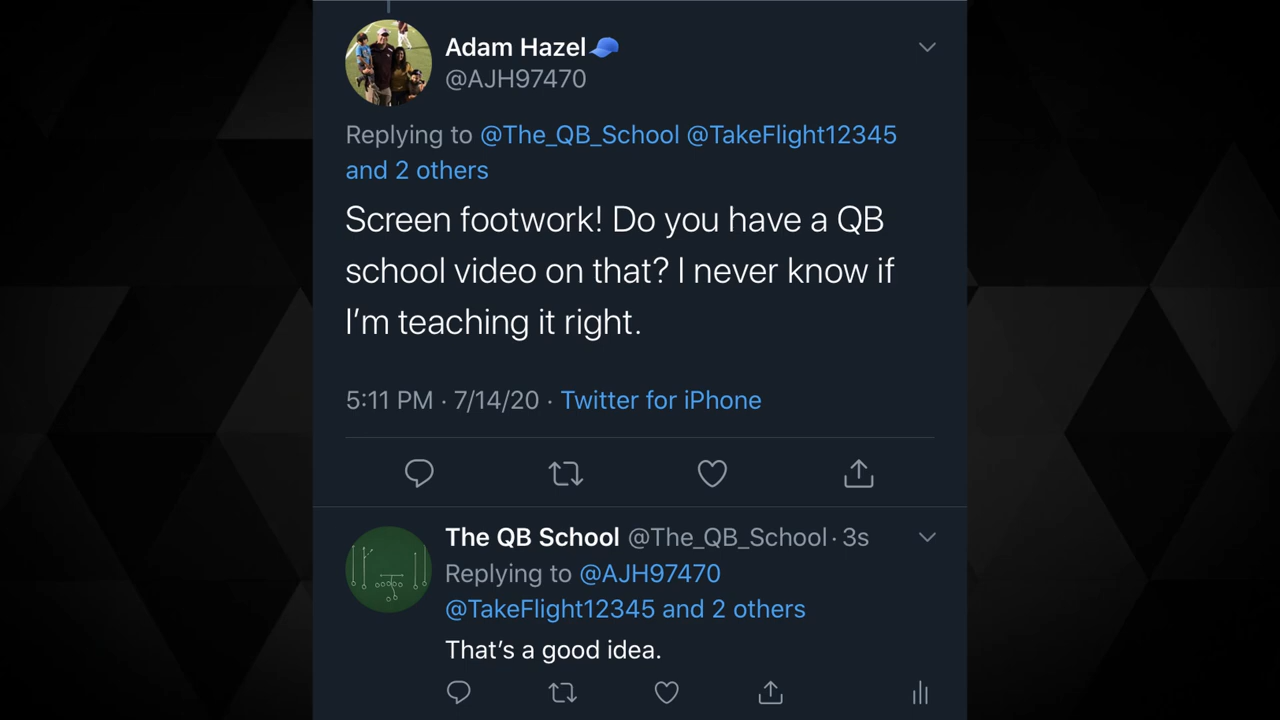 Adam Hazel🧢
@AJH97470
Replying to @The_QB_School @TakeFlight12345
and 2 others
Screen footwork! Do you have a QB
school video on that? I never know if
I’m teaching it right.
5:11 PM · 7/14/20 · Twitter for iPhone
The QB School @The_QB_School · 3s
Replying to @AJH97470
@TakeFlight12345 and 2 others
That’s a good idea.